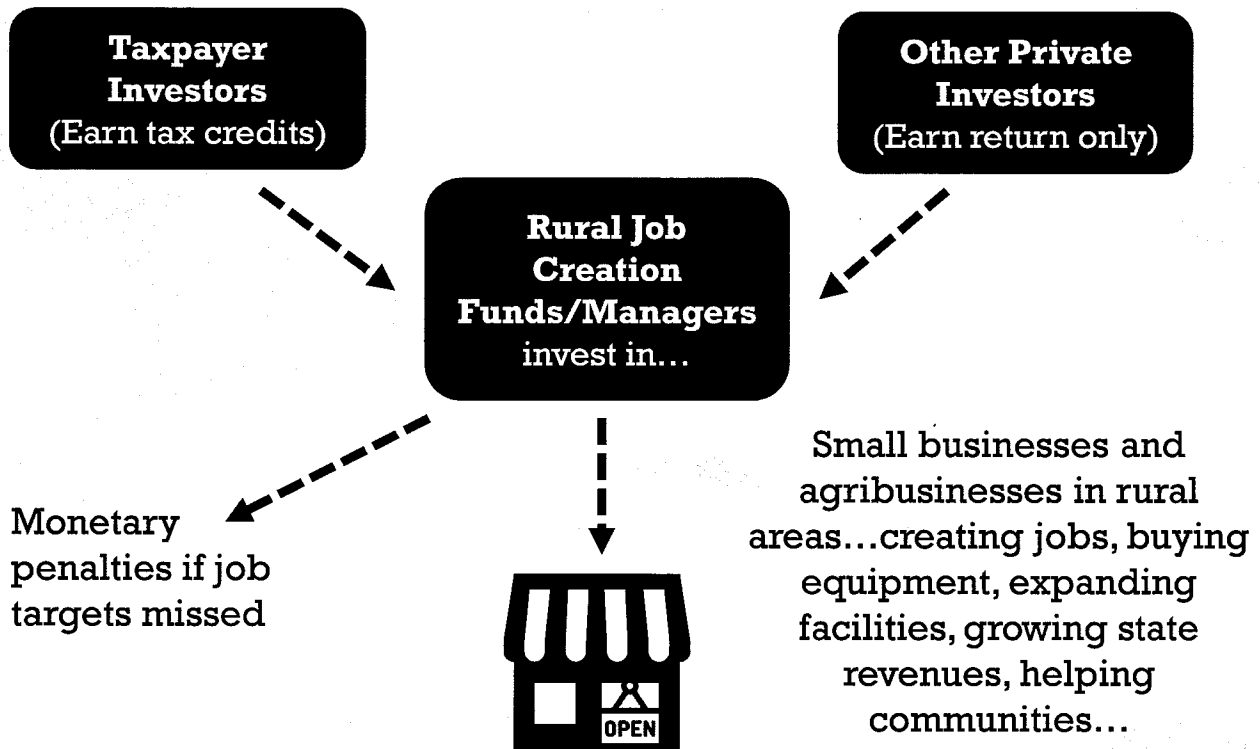 Taxpayer
Investors
(Earn tax credits)
Other Private
Investors
(Earn return only)
Rural Job
Creation
Funds/Managers
invest in...
Monetary
penalties if job
targets missed
OPEN
Small businesses and
agribusinesses in rural
areas...creating jobs, buying
equipment, expanding
facilities, growing state
revenues, helping
communities...